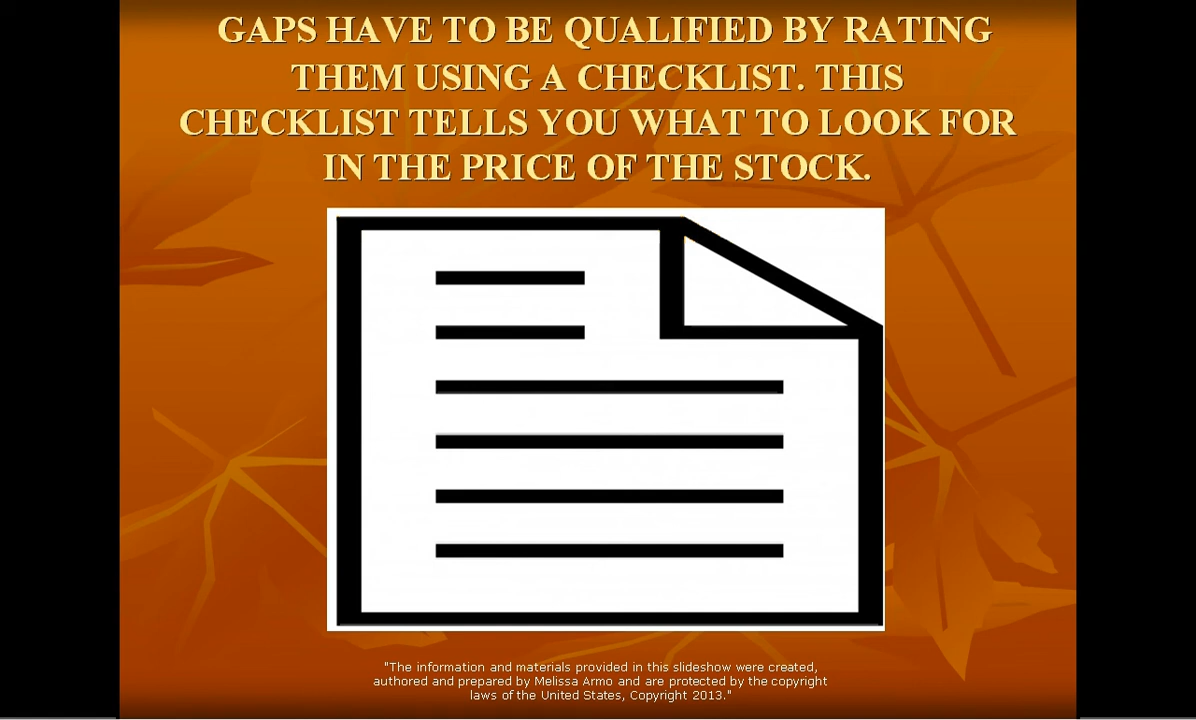 GAPS HAVE TO BE QUALIFIED BY RATING
THEM USING A CHECKLIST. THIS
CHECKLIST TELLS YOU WHAT TO LOOK FOR
IN THE PRICE OF THE STOCK.
"The information and materials provided in this slideshow were created,
authored and prepared by Melissa Armo and are protected by the copyright
laws of the United States, Copyright 2013."